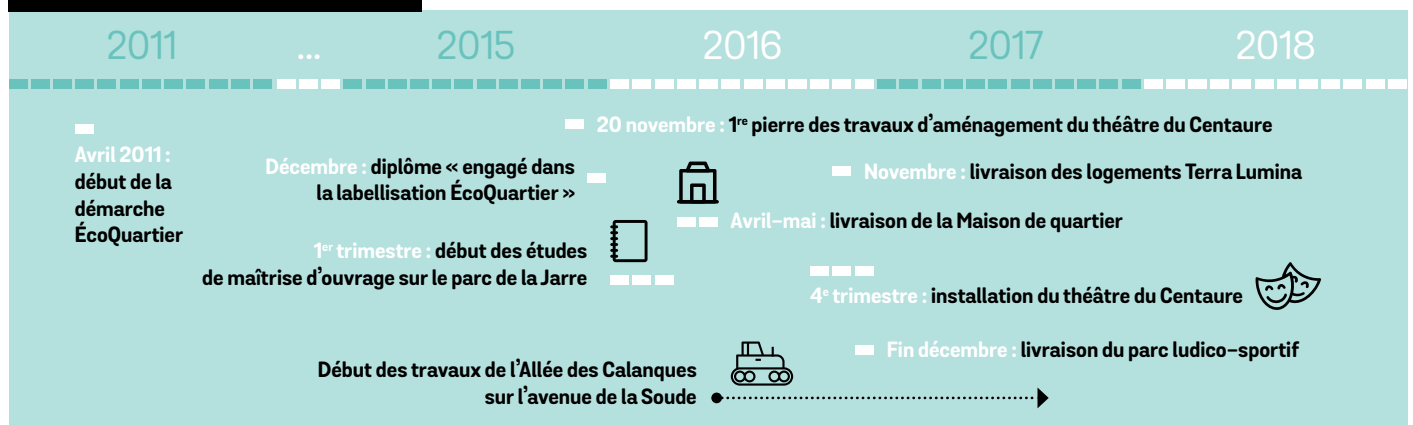 2011 ... 2015 2016 2017 2018
Avril 2011 :
début de la
démarche
ÉcoQuartier
20 novembre : 1re pierre des travaux d’aménagement du théâtre du Centaure
Décembre : diplôme « engagé dans
la labellisation ÉcoQuartier »
Novembre : livraison des logements Terra Lumina
Avril–mai : livraison de la Maison de quartier
1er trimestre : début des études
de maîtrise d’ouvrage sur le parc de la Jarre
4e trimestre : installation du théâtre du Centaure
Fin décembre : livraison du parc ludico–sportif
Début des travaux de l’Allée des Calanques
sur l’avenue de la Soude